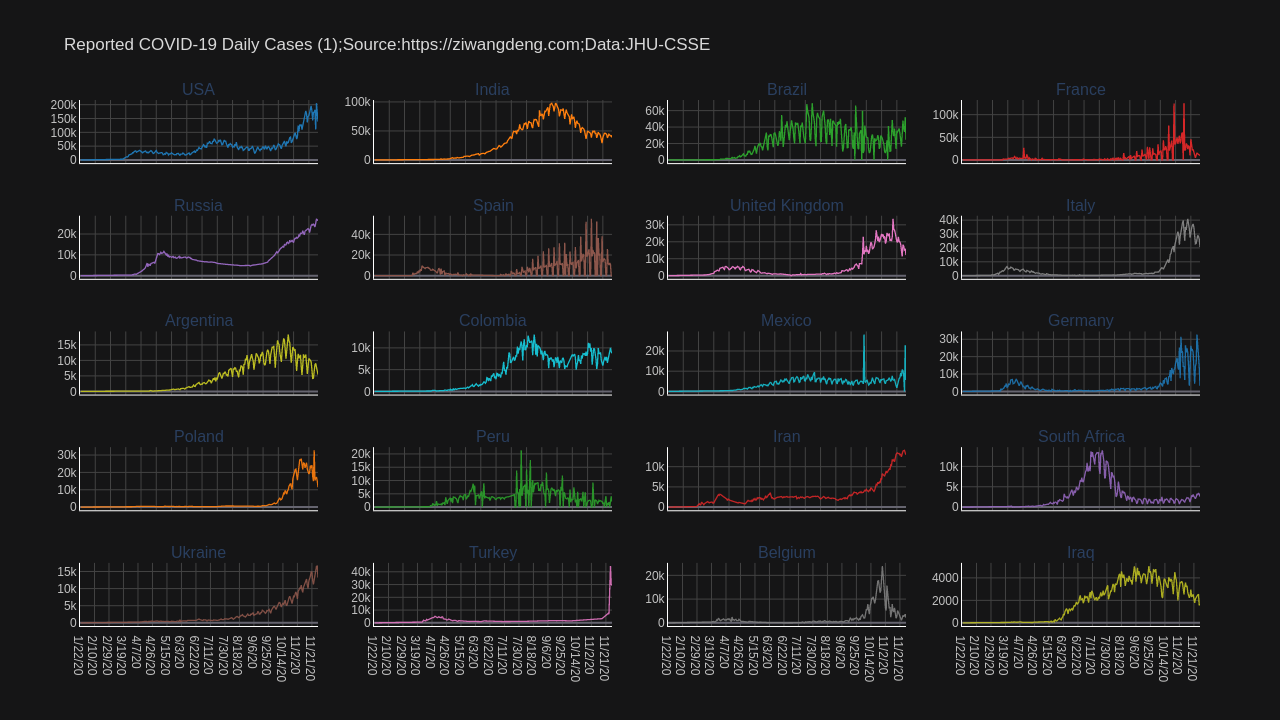 Reported COVID-19 Daily Cases (1);Source:https://ziwangdeng.com;Data:JHU-CSSE
USA
India
Brazil
France
200k
150k
100k
50k
0
100k
50k
0
60k
40k
20k
0
100k
50k
0
Russia
Spain
United Kingdom
Italy
20k
10k
0
40k
20k
0
30k
20k
10k
0
40k
30k
20k
10k
0
Argentina
Colombia
Mexico
Germany
15k
10k
5k
0
10k
5k
0
20k
10k
0
30k
20k
10k
0
Poland
Peru
Iran
South Africa
30k
20k
10k
0
20k
15k
10k
5k
0
10k
5k
0
10k
5k
0
Ukraine
Turkey
Belgium
Iraq
15k
10k
5k
0
40k
30k
20k
10k
0
20k
10k
0
4000
2000
0
1/22/20
2/10/20
2/29/20
3/19/20
4/7/20
4/26/20
5/15/20
6/3/20
6/22/20
7/11/20
7/30/20
8/18/20
9/6/20
9/25/20
10/14/20
11/2/20
11/21/20
1/22/20
2/10/20
2/29/20
3/19/20
4/7/20
4/26/20
5/15/20
6/3/20
6/22/20
7/11/20
7/30/20
8/18/20
9/6/20
9/25/20
10/14/20
11/2/20
11/21/20
1/22/20
2/10/20
2/29/20
3/19/20
4/7/20
4/26/20
5/15/20
6/3/20
6/22/20
7/11/20
7/30/20
8/18/20
9/6/20
9/25/20
10/14/20
11/2/20
11/21/20
1/22/20
2/10/20
2/29/20
3/19/20
4/7/20
4/26/20
5/15/20
6/3/20
6/22/20
7/11/20
7/30/20
8/18/20
9/6/20
9/25/20
10/14/20
11/2/20
11/21/20